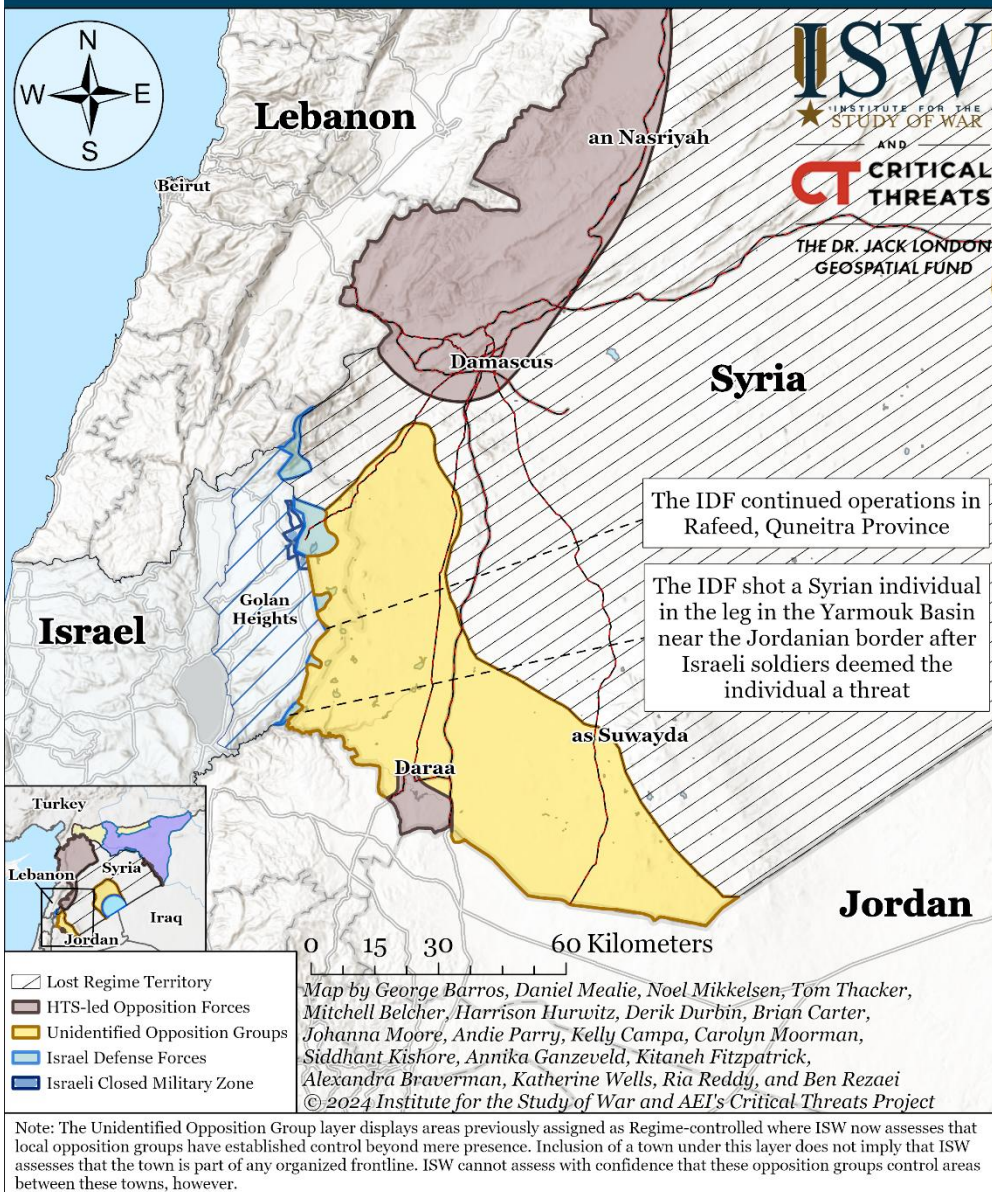 N
W
E
S
Lebanon
Beirut
an Nasriyah
ISW
INSTITUTE FOR THE
STUDY OF WAR
AND
CT CRITICAL
THREATS
THE DR. JACK LONDON
GEOSPATIAL FUND
Damascus
Syria
The IDF continued operations in
Rafeed, Quneitra Province
The IDF shot a Syrian individual
in the leg in the Yarmouk Basin
near the Jordanian border after
Israeli soldiers deemed the
individual a threat
Golan
Heights
Israel
as Suwayda
Daraa
Turkey
Lebanon
Syria
Iraq
Jordan
Jordan
0 15 30 60 Kilometers
Lost Regime Territory
HTS-led Opposition Forces
Unidentified Opposition Groups
Israel Defense Forces
Israeli Closed Military Zone
Map by George Barros, Daniel Mealie, Noel Mikkelsen, Tom Thacker,
Mitchell Belcher, Harrison Hurwitz, Derik Durbin, Brian Carter,
Johanna Moore, Andie Parry, Kelly Campa, Carolyn Moorman,
Siddhant Kishore, Annika Ganzeveld, Kitaneh Fitzpatrick,
Alexandra Braverman, Katherine Wells, Ria Reddy, and Ben Rezaei
© 2024 Institute for the Study of War and AEI's Critical Threats Project
Note: The Unidentified Opposition Group layer displays areas previously assigned as Regime-controlled where ISW now assesses that
local opposition groups have established control beyond mere presence. Inclusion of a town under this layer does not imply that ISW
assesses that the town is part of any organized frontline. ISW cannot assess with confidence that these opposition groups control areas
between these towns, however.